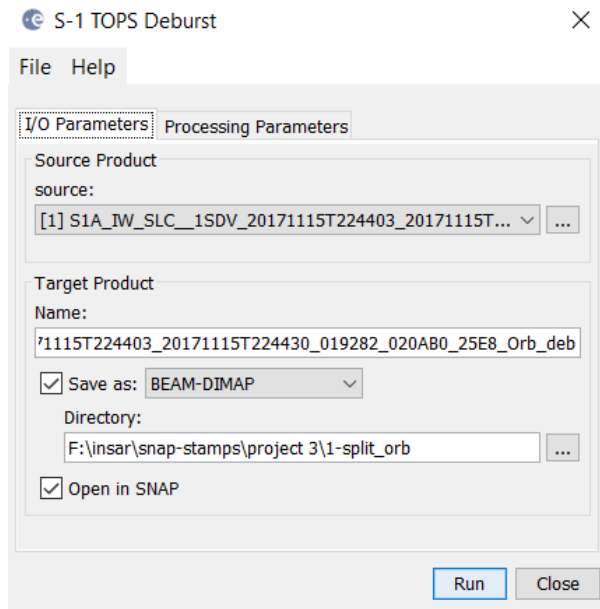 S-1 TOPS Deburst
File Help
I/O Parameters Processing Parameters
Source Product
source:
[1] S1A_IW_SLC__1SDV_20171115T224403_20171115T... ...
Target Product
Name:
71115T224403_20171115T224430_019282_020AB0_25E8_Orb_deb
Save as: BEAM-DIMAP
Directory:
F:\insar\snap-stamps\project 3\1-split_orb ...
Open in SNAP
Run Close